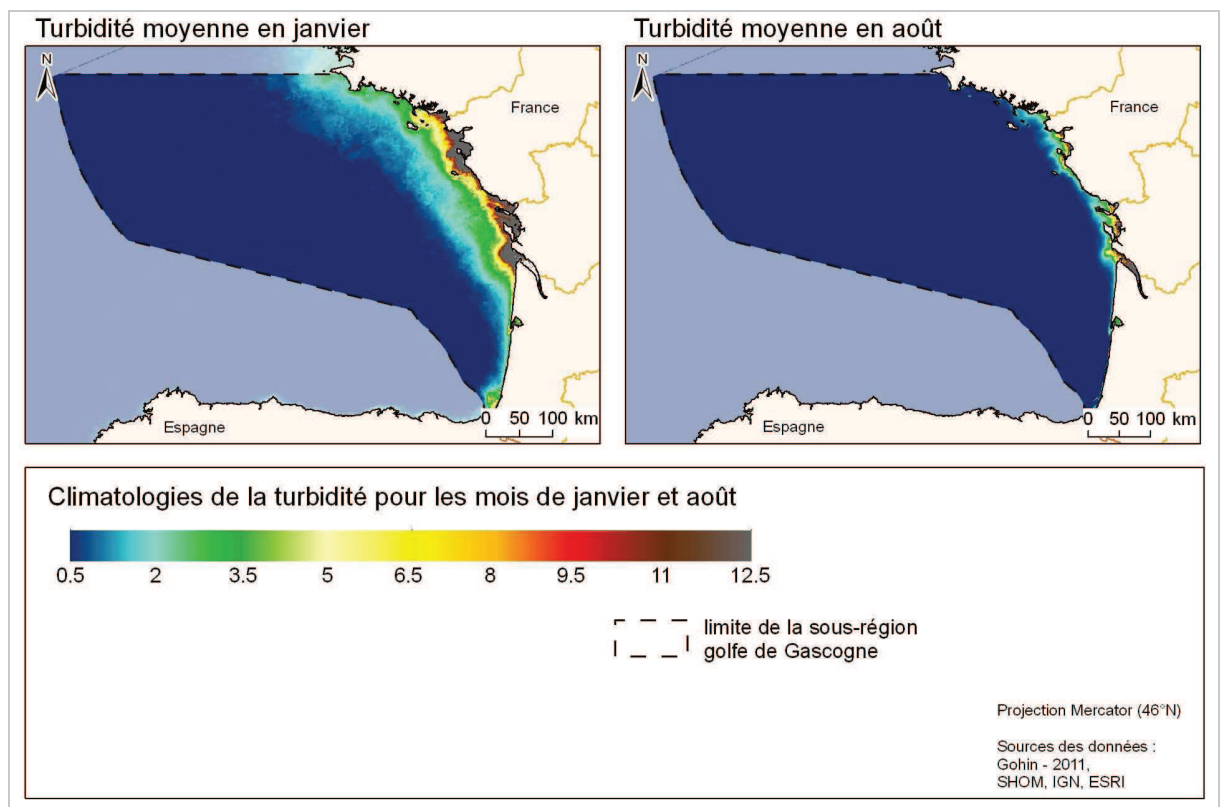 Turbidité moyenne en janvier
N
France
Espagne
0 50 100 km
Turbidité moyenne en août
N
France
Espagne
0 50 100 km
Climatologies de la turbidité pour les mois de janvier et août
0.5 2 3.5 5 6.5 8 9.5 11 12.5
limite de la sous-région
golfe de Gascogne
Projection Mercator (46°N)
Sources des données :
Gohin - 2011,
SHOM, IGN, ESRI